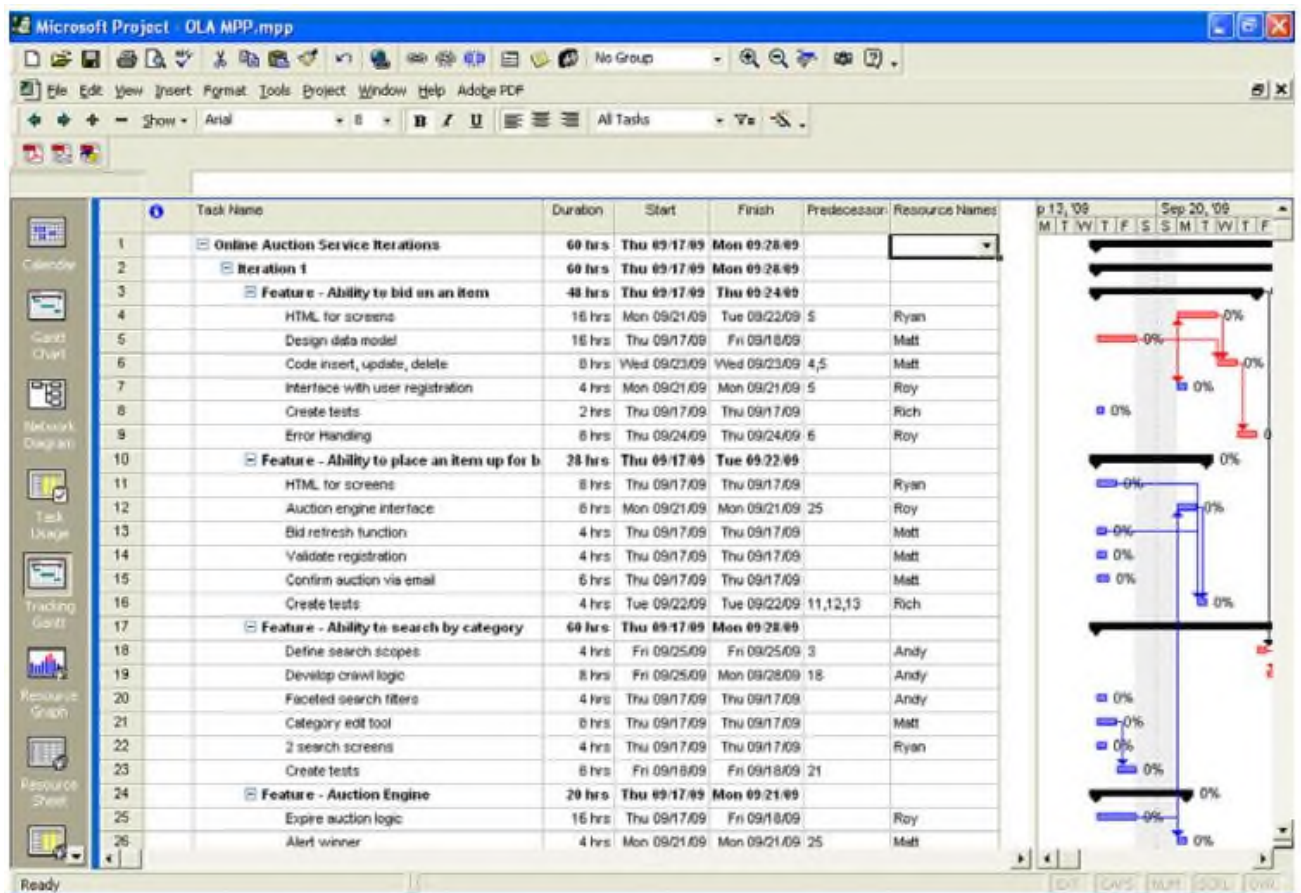 Microsoft Project - OLA MPP.mpp
No Group
File Edit View Insert Format Tools Project Window Help Adobe PDF
Show Arial 8 B I U All Tasks
Task Name Duration Start Finish Predecessor Resource Names p 13, '09 Sep 20, '09
M T W T F S S M T W T F
1 Online Auction Service Iterations 60 hrs Thu 09/17/09 Mon 09/28/09
2 Iteration 1 60 hrs Thu 09/17/09 Mon 09/28/09
3 Feature - Ability to bid on an item 48 hrs Thu 09/17/09 Thu 09/24/09
4 HTML for screens 16 hrs Mon 09/21/09 Tue 09/22/09 5 Ryan 0%
5 Design data model 16 hrs Thu 09/17/09 Fri 09/18/09 Matt 0%
6 Code insert, update, delete 8 hrs Wed 09/23/09 Wed 09/23/09 4,5 Matt 0%
7 Interface with user registration 4 hrs Mon 09/21/09 Mon 09/21/09 5 Roy 0%
8 Create tests 2 hrs Thu 09/17/09 Thu 09/17/09 Rich 0%
9 Error Handling 8 hrs Thu 09/24/09 Thu 09/24/09 6 Roy 0
10 Feature - Ability to place an item up for b 28 hrs Thu 09/17/09 Tue 09/22/09 0%
11 HTML for screens 8 hrs Thu 09/17/09 Thu 09/17/09 Ryan 0%
12 Auction engine interface 8 hrs Mon 09/21/09 Mon 09/21/09 25 Roy 0%
13 Bid refresh function 4 hrs Thu 09/17/09 Thu 09/17/09 Matt 0%
14 Validate registration 4 hrs Thu 09/17/09 Thu 09/17/09 Matt 0%
15 Confirm auction via email 6 hrs Thu 09/17/09 Thu 09/17/09 Matt 0%
16 Create tests 4 hrs Tue 09/22/09 Tue 09/22/09 11,12,13 Rich 0%
17 Feature - Ability to search by category 60 hrs Thu 09/17/09 Mon 09/28/09
18 Define search scopes 4 hrs Fri 09/25/09 Fri 09/25/09 3 Andy
19 Develop crawl logic 8 hrs Fri 09/25/09 Mon 09/28/09 18 Andy
20 Faceted search filters 4 hrs Thu 09/17/09 Thu 09/17/09 Andy 0%
21 Category edit tool 8 hrs Thu 09/17/09 Thu 09/17/09 Matt 0%
22 2 search screens 4 hrs Thu 09/17/09 Thu 09/17/09 Ryan 0%
23 Create tests 8 hrs Fri 09/18/09 Fri 09/18/09 21 0%
24 Feature - Auction Engine 20 hrs Thu 09/17/09 Mon 09/21/09 0%
25 Expire auction logic 16 hrs Thu 09/17/09 Fri 09/18/09 Roy 0%
26 Alert winner 4 hrs Mon 09/21/09 Mon 09/21/09 25 Matt 0%
Calendar
Gantt
Chart
Network
Diagram
Task
Usage
Tracking
Gantt
Resource
Graph
Resource
Sheet
Ready EXT CAPS NUM SCRL OVR